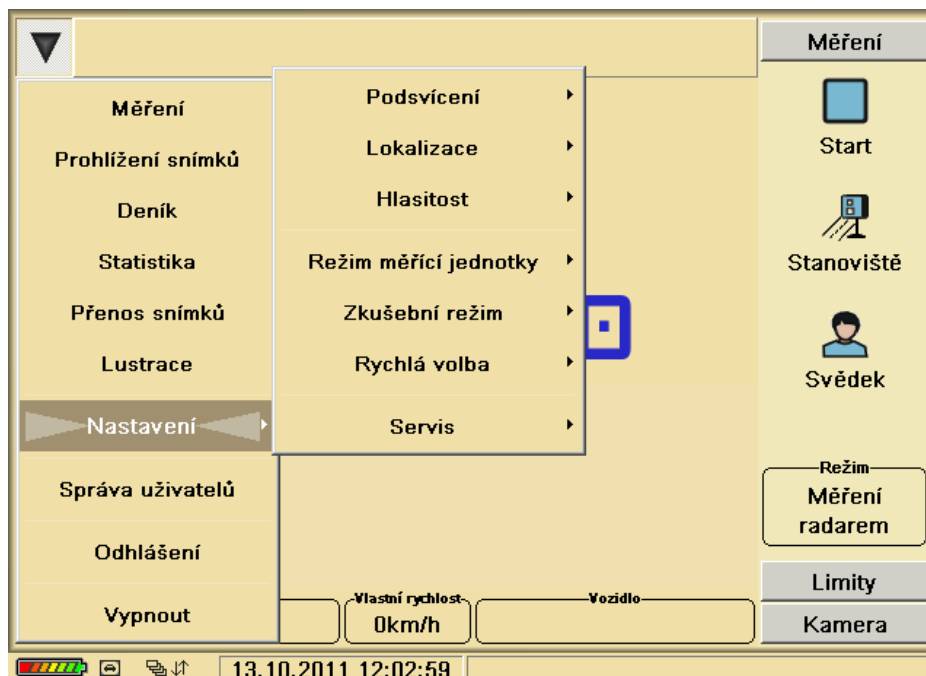 Měření
Prohlížení snímků
Deník
Statistika
Přenos snímků
Lustrace
Nastavení
Správa uživatelů
Odhlášení
Vypnout
Podsvícení
Lokalizace
Hlasitost
Režim měřící jednotky
Zkušební režim
Rychlá volba
Servis
Měření
Start
Stanoviště
Svědek
Režim
Měření
radarem
Limity
Kamera
Vlastní rychlost
0km/h
Vozidlo
13.10.2011 12:02:59